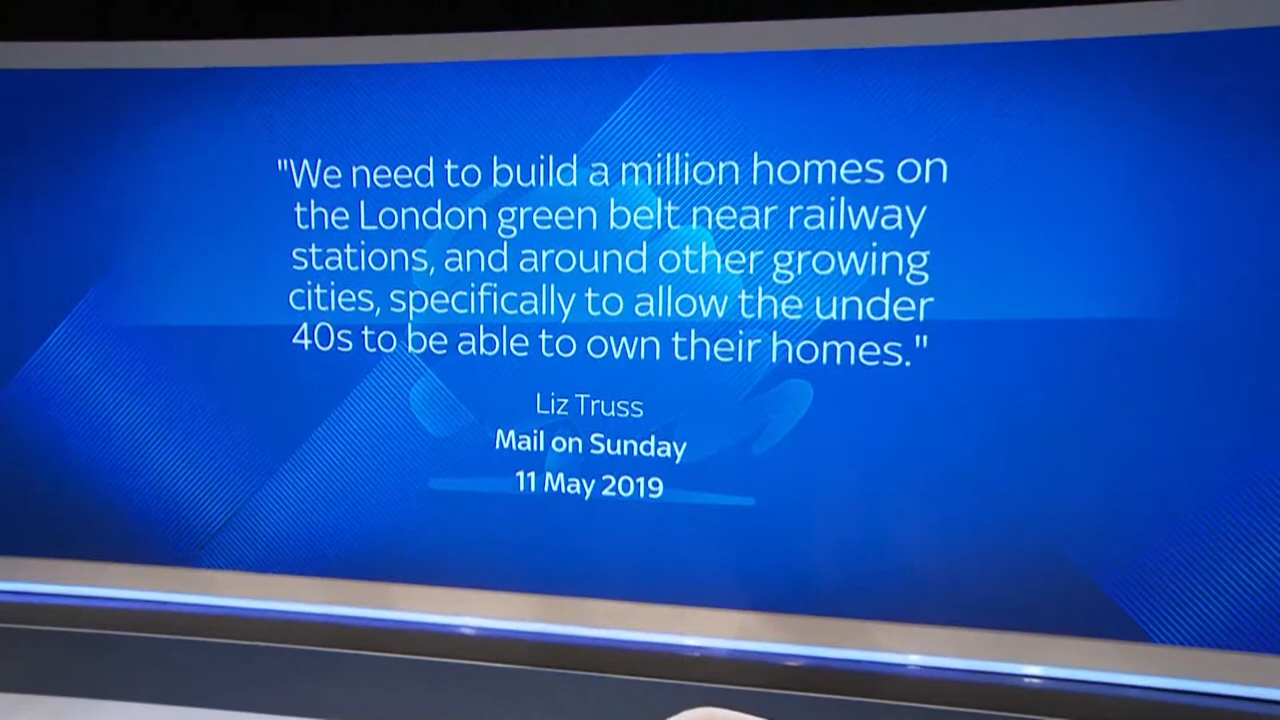 "We need to build a million homes on
the London green belt near railway
stations, and around other growing
cities, specifically to allow the under
40s to be able to own their homes."
Liz Truss
Mail on Sunday
11 May 2019